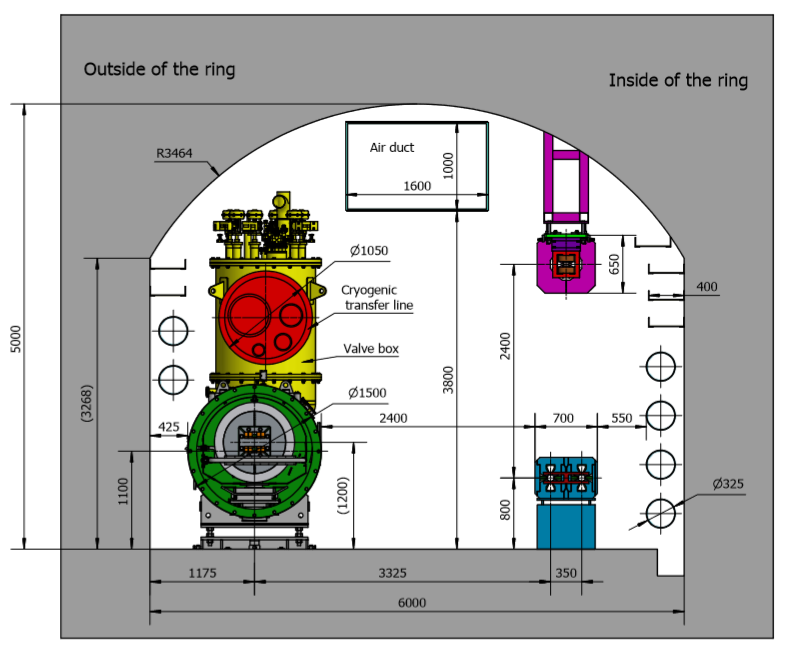 Outside of the ring
Inside of the ring
R3464
Air duct
1000
1600
Ø1050
650
Cryogenic
transfer line
400
5000
2400
Valve box
(3268)
3800
Ø1500
425
2400
700
550
1100
(1200)
800
Ø325
1175
3325
350
6000